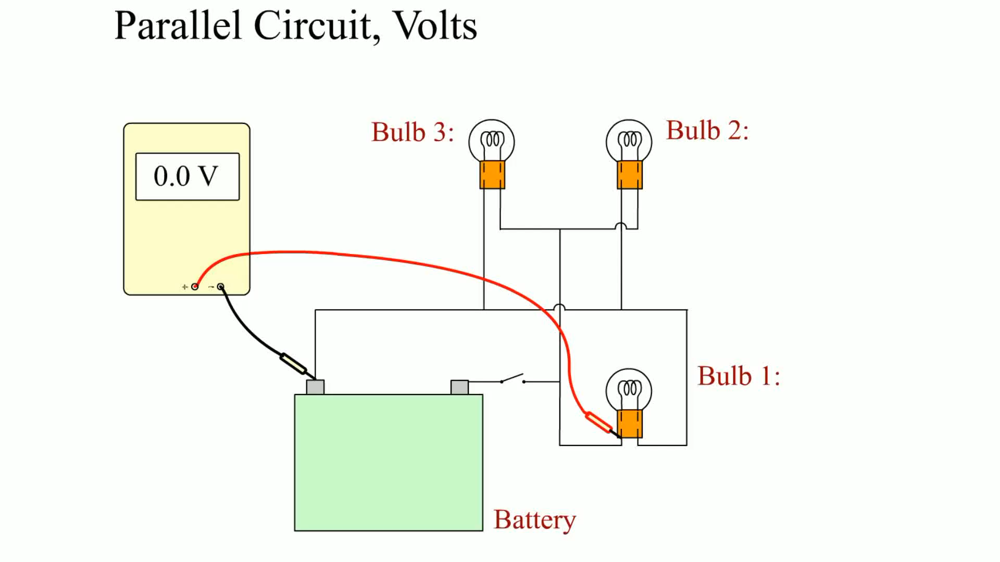 Parallel Circuit, Volts
Bulb 3:
Bulb 2:
0.0 V
+ -
Bulb 1:
Battery